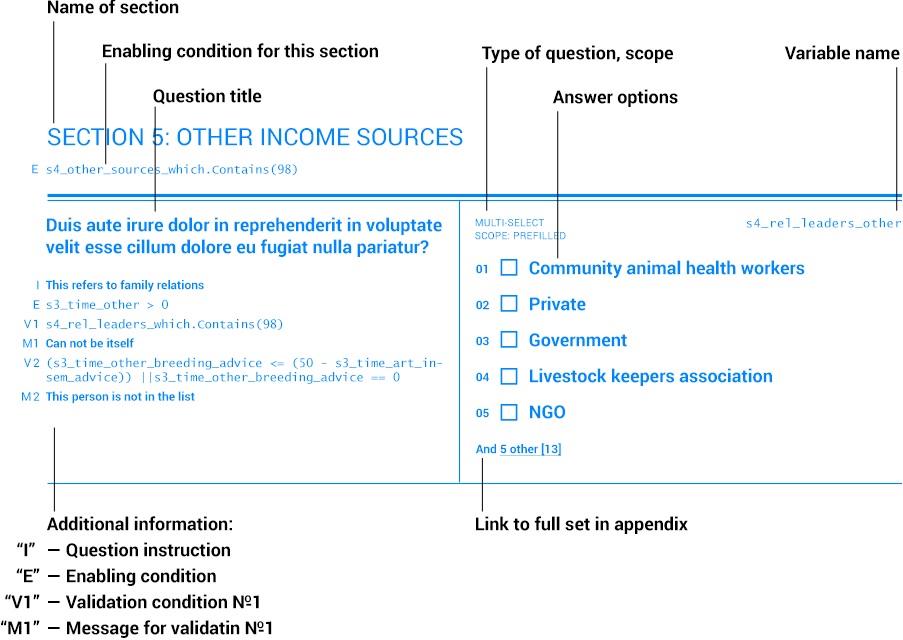 Name of section
Enabling condition for this section
Type of question, scope
Variable name
Question title
Answer options
SECTION 5: OTHER INCOME SOURCES
E s4_other_sources_which.Contains(98)
Duis aute irure dolor in reprehenderit in voluptate
velit esse cillum dolore eu fugiat nulla pariatur?
I This refers to family relations
E s3_time_other > 0
V1 s4_rel_leaders_which.Contains(98)
M1 Can not be itself
V2 (s3_time_other_breeding_advice <= (50 - s3_time_art_in-
sem_advice)) ||s3_time_other_breeding_advice == 0
M2 This person is not in the list
MULTI-SELECT
SCOPE: PREFILLED
s4_rel_leaders_other
01 Community animal health workers
02 Private
03 Government
04 Livestock keepers association
05 NGO
And 5 other [13]
Additional information:
“I” — Question instruction
“E” — Enabling condition
“V1” — Validation condition №1
“M1” — Message for validatin №1
Link to full set in appendix